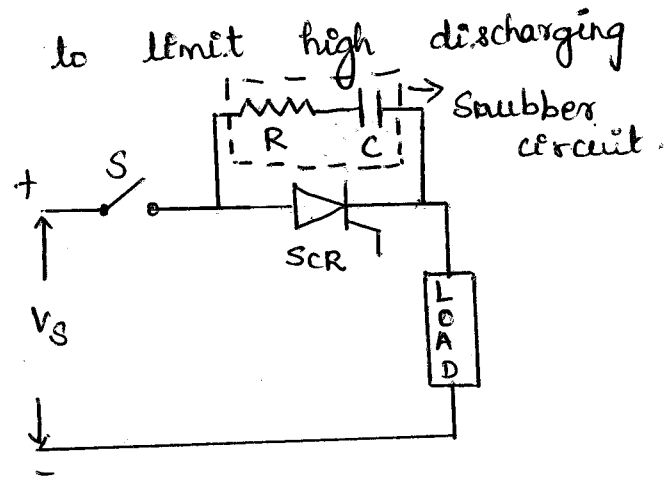 to limit high discharging
Snubber
circuit.
R C
+ S
SCR
VS
LOAD
-